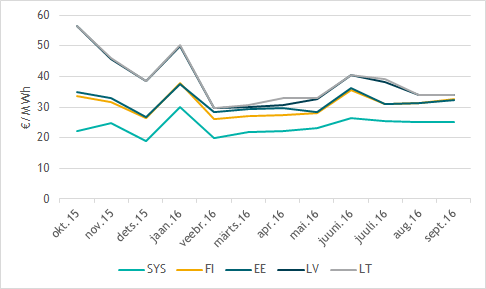 60
50
40
30
20
10
0
€/MWh
okt. 15
nov. 15
dets. 15
jaan. 16
veebr. 16
märts. 16
apr. 16
mai. 16
juuni. 16
juuli. 16
aug. 16
sept. 16
SYS FI EE LV LT